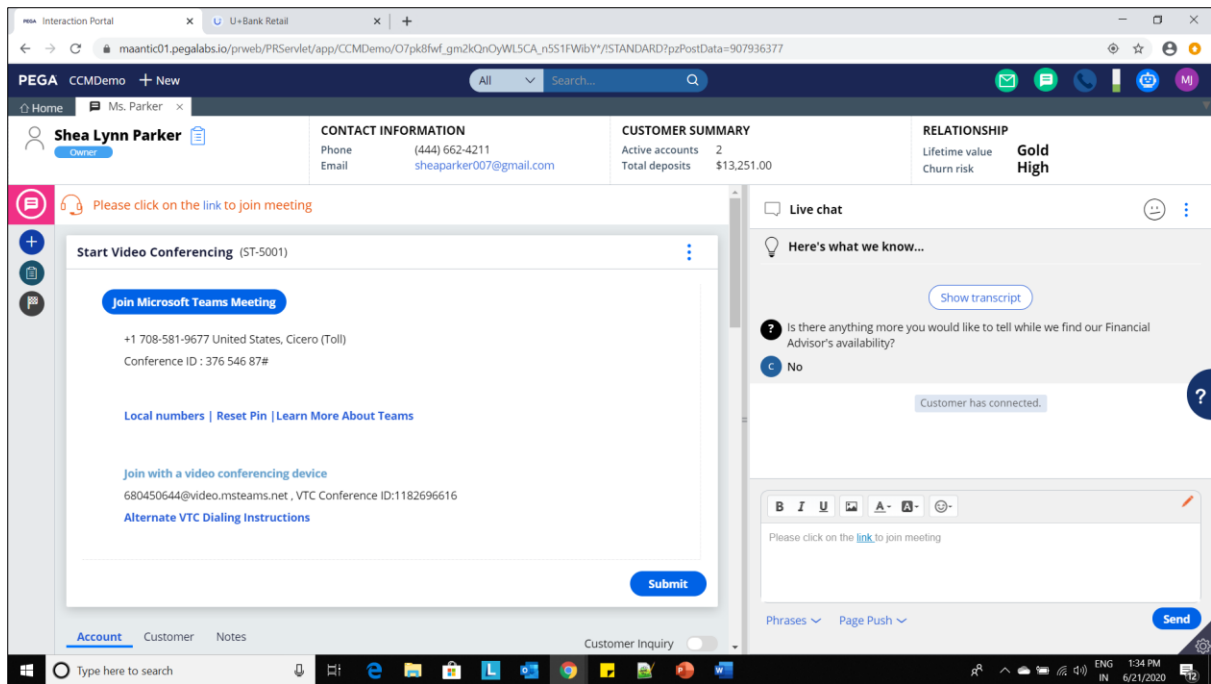 PEGA Interaction Portal
U+Bank Retail
maantic01.pegalabs.io/prweb/PRServlet/app/CCMDemo/O7pk8fwf_gm2kQnOyWL5CA_n5S1FWibY*/!STANDARD?pzPostData=907936377
PEGA CCMDemo + New
All Search...
MJ
Home Ms. Parker
Shea Lynn Parker
Owner
CONTACT INFORMATION
Phone (444) 662-4211
Email sheaparker007@gmail.com
CUSTOMER SUMMARY
Active accounts 2
Total deposits $13,251.00
RELATIONSHIP
Lifetime value Gold
Churn risk High
Please click on the link to join meeting
Start Video Conferencing (ST-5001)
Join Microsoft Teams Meeting
+1 708-581-9677 United States, Cicero (Toll)
Conference ID : 376 546 87#
Local numbers | Reset Pin |Learn More About Teams
Join with a video conferencing device
680450644@video.msteams.net , VTC Conference ID:1182696616
Alternate VTC Dialing Instructions
Submit
Account Customer Notes
Customer Inquiry
Live chat
Here's what we know...
Show transcript
? Is there anything more you would like to tell while we find our Financial
Advisor's availability?
C No
Customer has connected.
?
B I U A A
Please click on the link to join meeting
Phrases Page Push
Send
Type here to search
L
ENG 1:34 PM
IN 6/21/2020
12